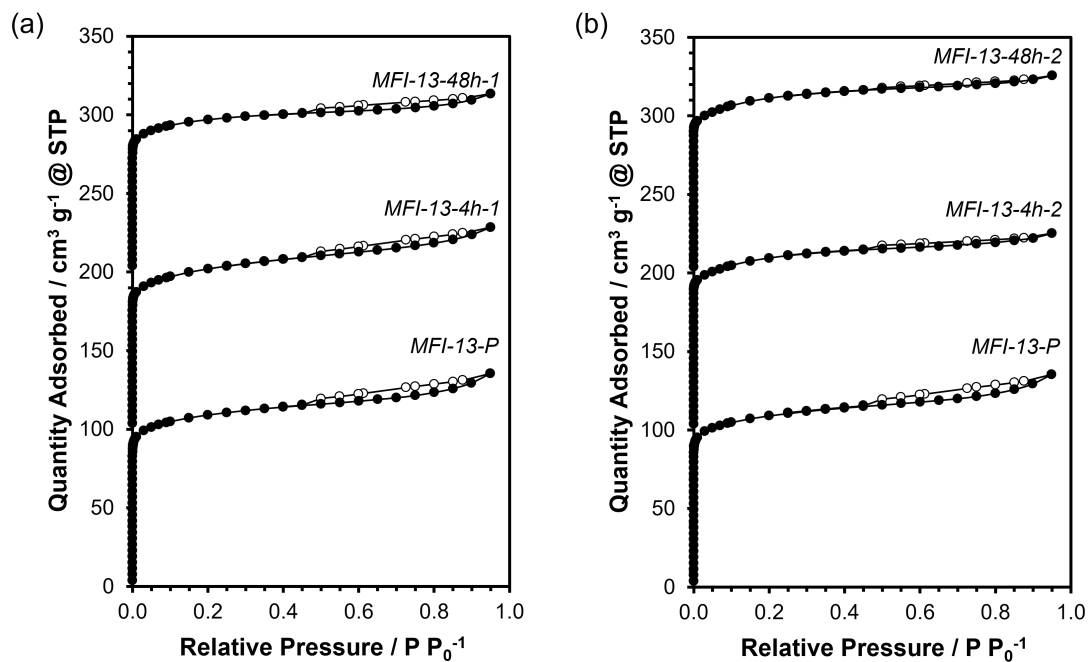 (a)
Quantity Adsorbed / cm³ g⁻¹ @ STP
350
300
250
200
150
100
50
0
MFI-13-48h-1
MFI-13-4h-1
MFI-13-P
0.0 0.2 0.4 0.6 0.8 1.0
Relative Pressure / P P₀⁻¹
(b)
Quantity Adsorbed / cm³ g⁻¹ @ STP
350
300
250
200
150
100
50
0
MFI-13-48h-2
MFI-13-4h-2
MFI-13-P
0.0 0.2 0.4 0.6 0.8 1.0
Relative Pressure / P P₀⁻¹